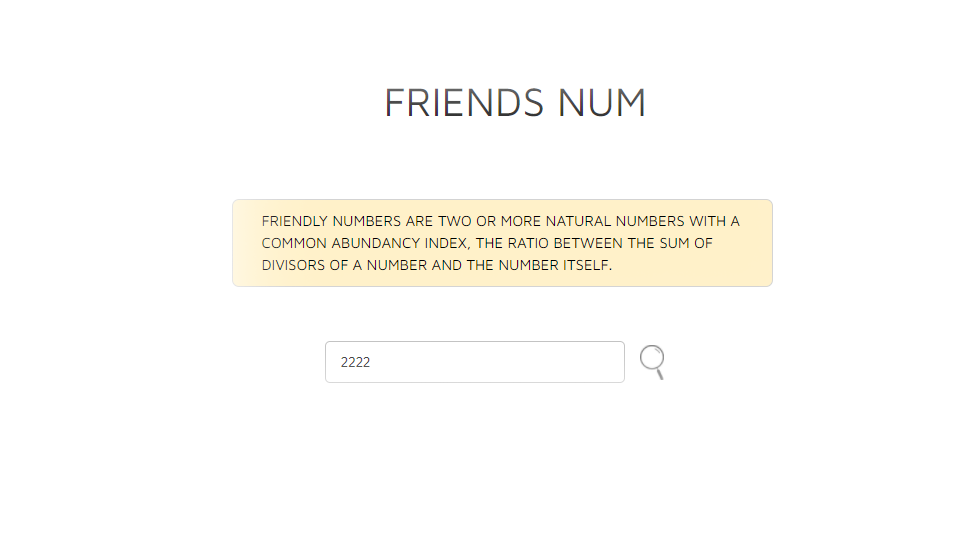 FRIENDS NUM
FRIENDLY NUMBERS ARE TWO OR MORE NATURAL NUMBERS WITH A
COMMON ABUNDANCY INDEX, THE RATIO BETWEEN THE SUM OF
DIVISORS OF A NUMBER AND THE NUMBER ITSELF.
2222